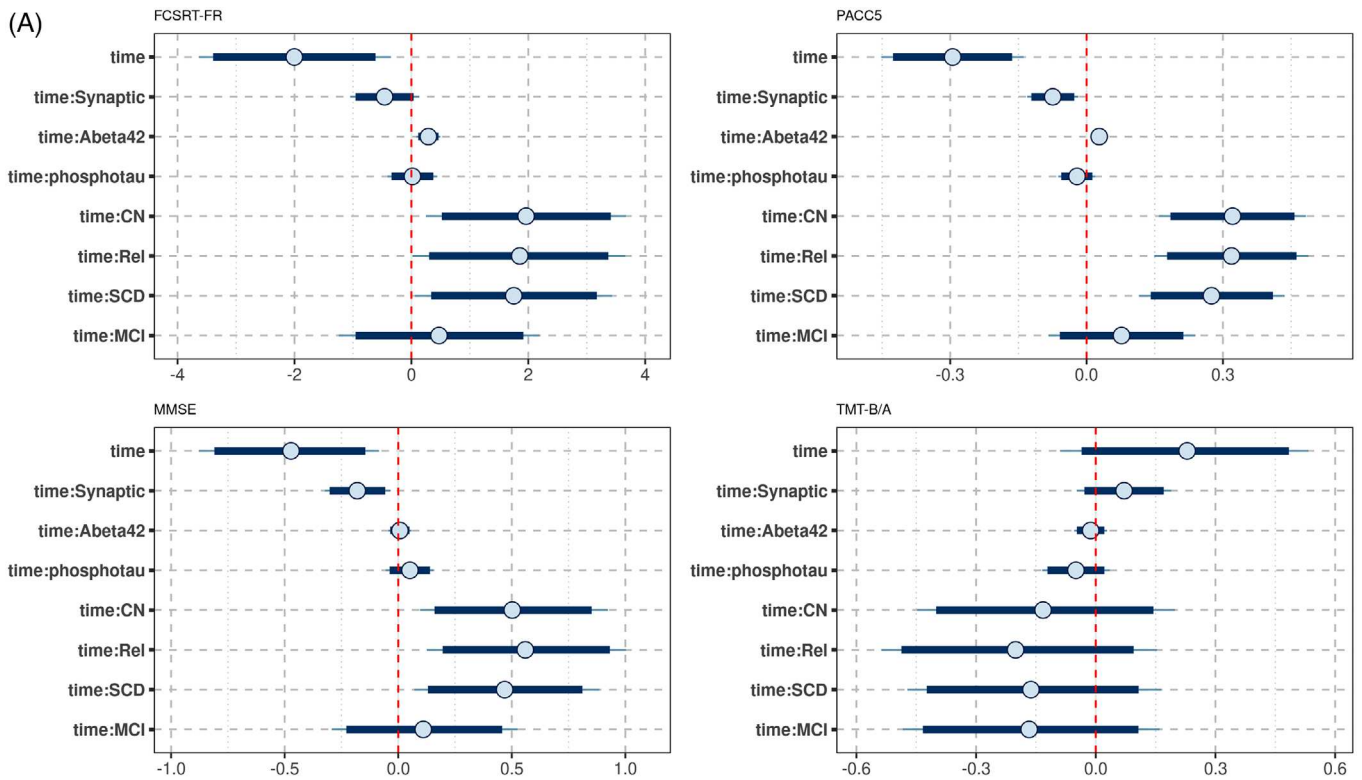 (A)
FCSRT-FR
time
time:Synaptic
time:Abeta42
time:phosphotau
time:CN
time:Rel
time:SCD
time:MCI
-4 -2 0 2 4
PACC5
time
time:Synaptic
time:Abeta42
time:phosphotau
time:CN
time:Rel
time:SCD
time:MCI
-0.3 0.0 0.3
MMSE
time
time:Synaptic
time:Abeta42
time:phosphotau
time:CN
time:Rel
time:SCD
time:MCI
-1.0 -0.5 0.0 0.5 1.0
TMT-B/A
time
time:Synaptic
time:Abeta42
time:phosphotau
time:CN
time:Rel
time:SCD
time:MCI
-0.6 -0.3 0.0 0.3 0.6